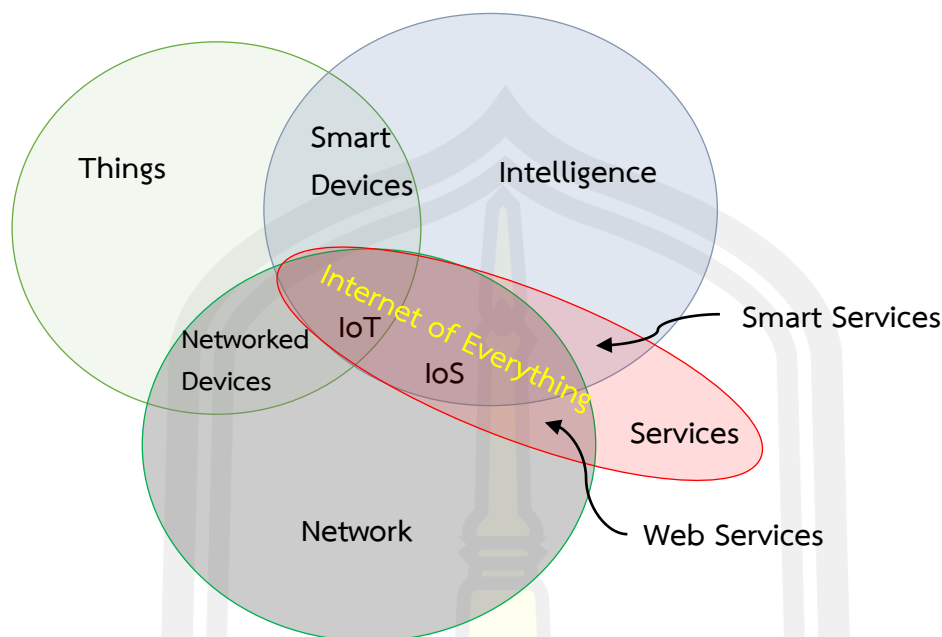 Things
Smart
Devices
Intelligence
Internet of Everything
IoT
IoS
Networked
Devices
Smart Services
Services
Network
Web Services